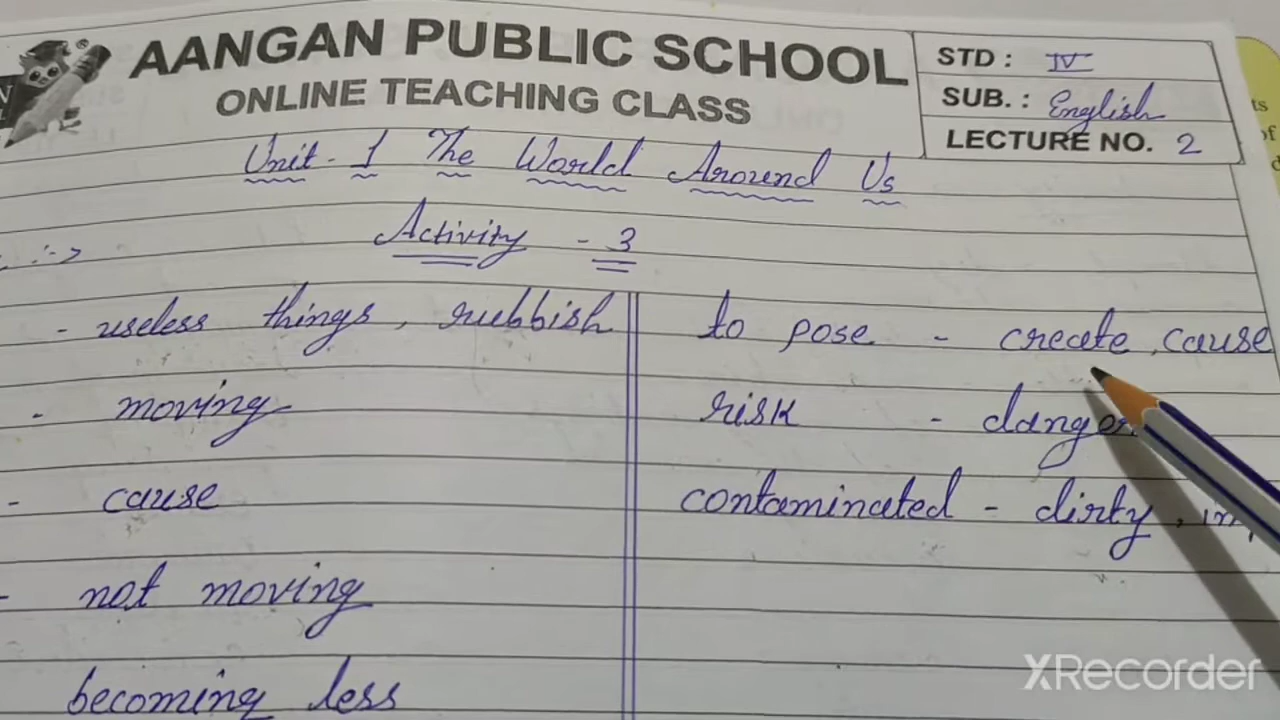 AANGAN PUBLIC SCHOOL
ONLINE TEACHING CLASS
STD : IV
SUB. : English
LECTURE NO. 2
Unit - 1 The World Around Us
Activity - 3
:->
- useless things, rubbish
- moving
- cause
- not moving
becoming less
to pose - create, cause
risk - danger
contaminated - dirty,
ts
of
XRecorder